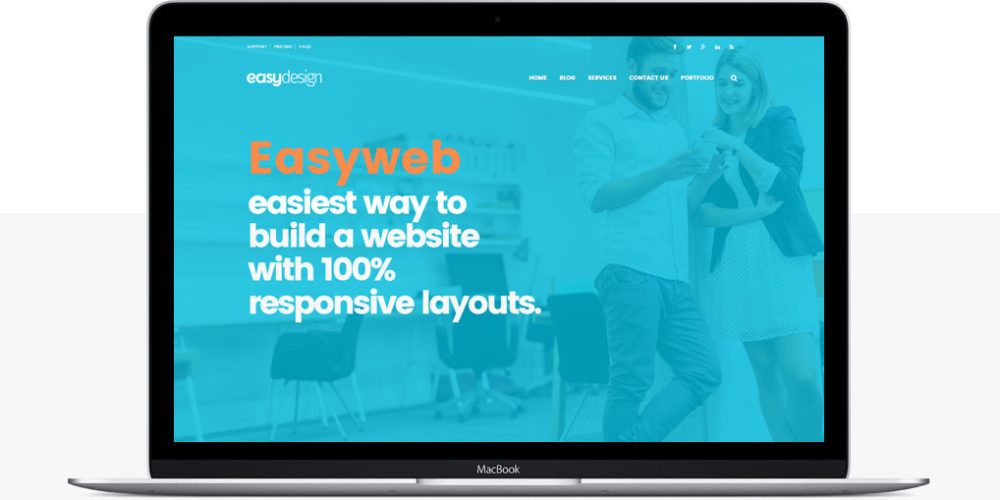 SUPPORT | PRICING | FAQS
easydesign
HOME BLOG SERVICES CONTACT US PORTFOLIO
Easyweb
easiest way to
build a website
with 100%
responsive layouts.
MacBook